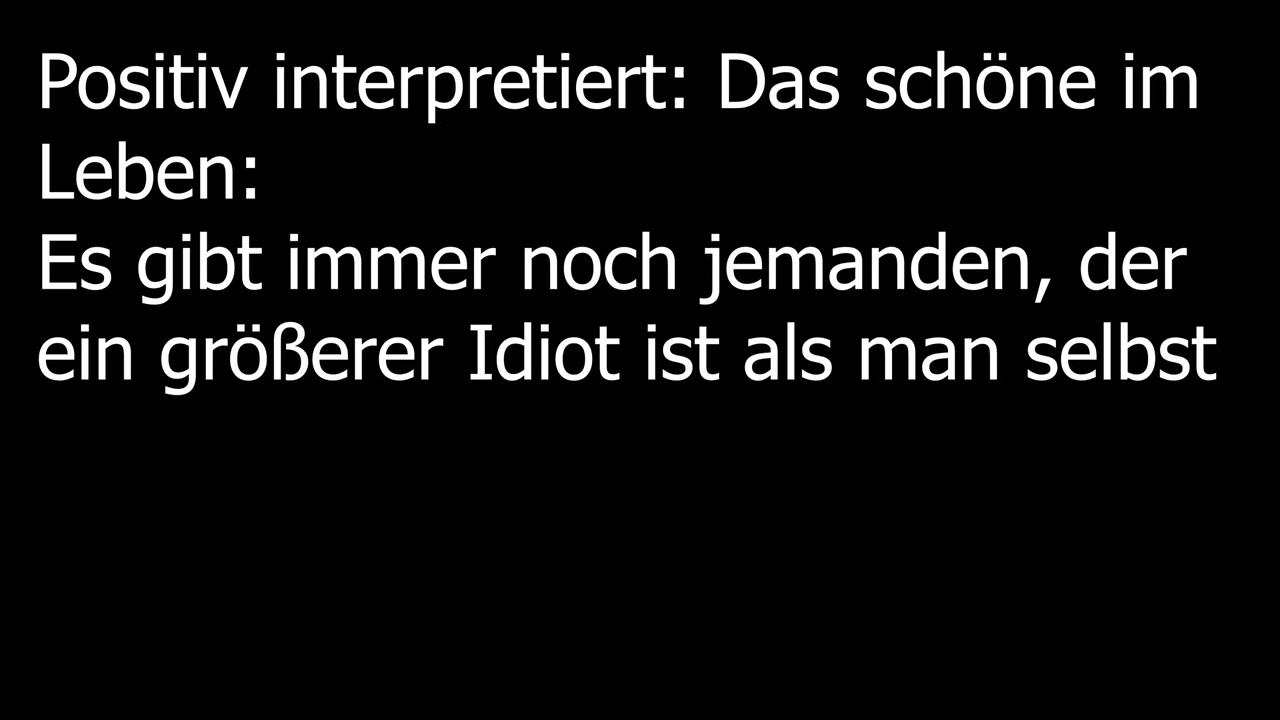 Positiv interpretiert: Das schöne im
Leben:
Es gibt immer noch jemanden, der
ein größerer Idiot ist als man selbst